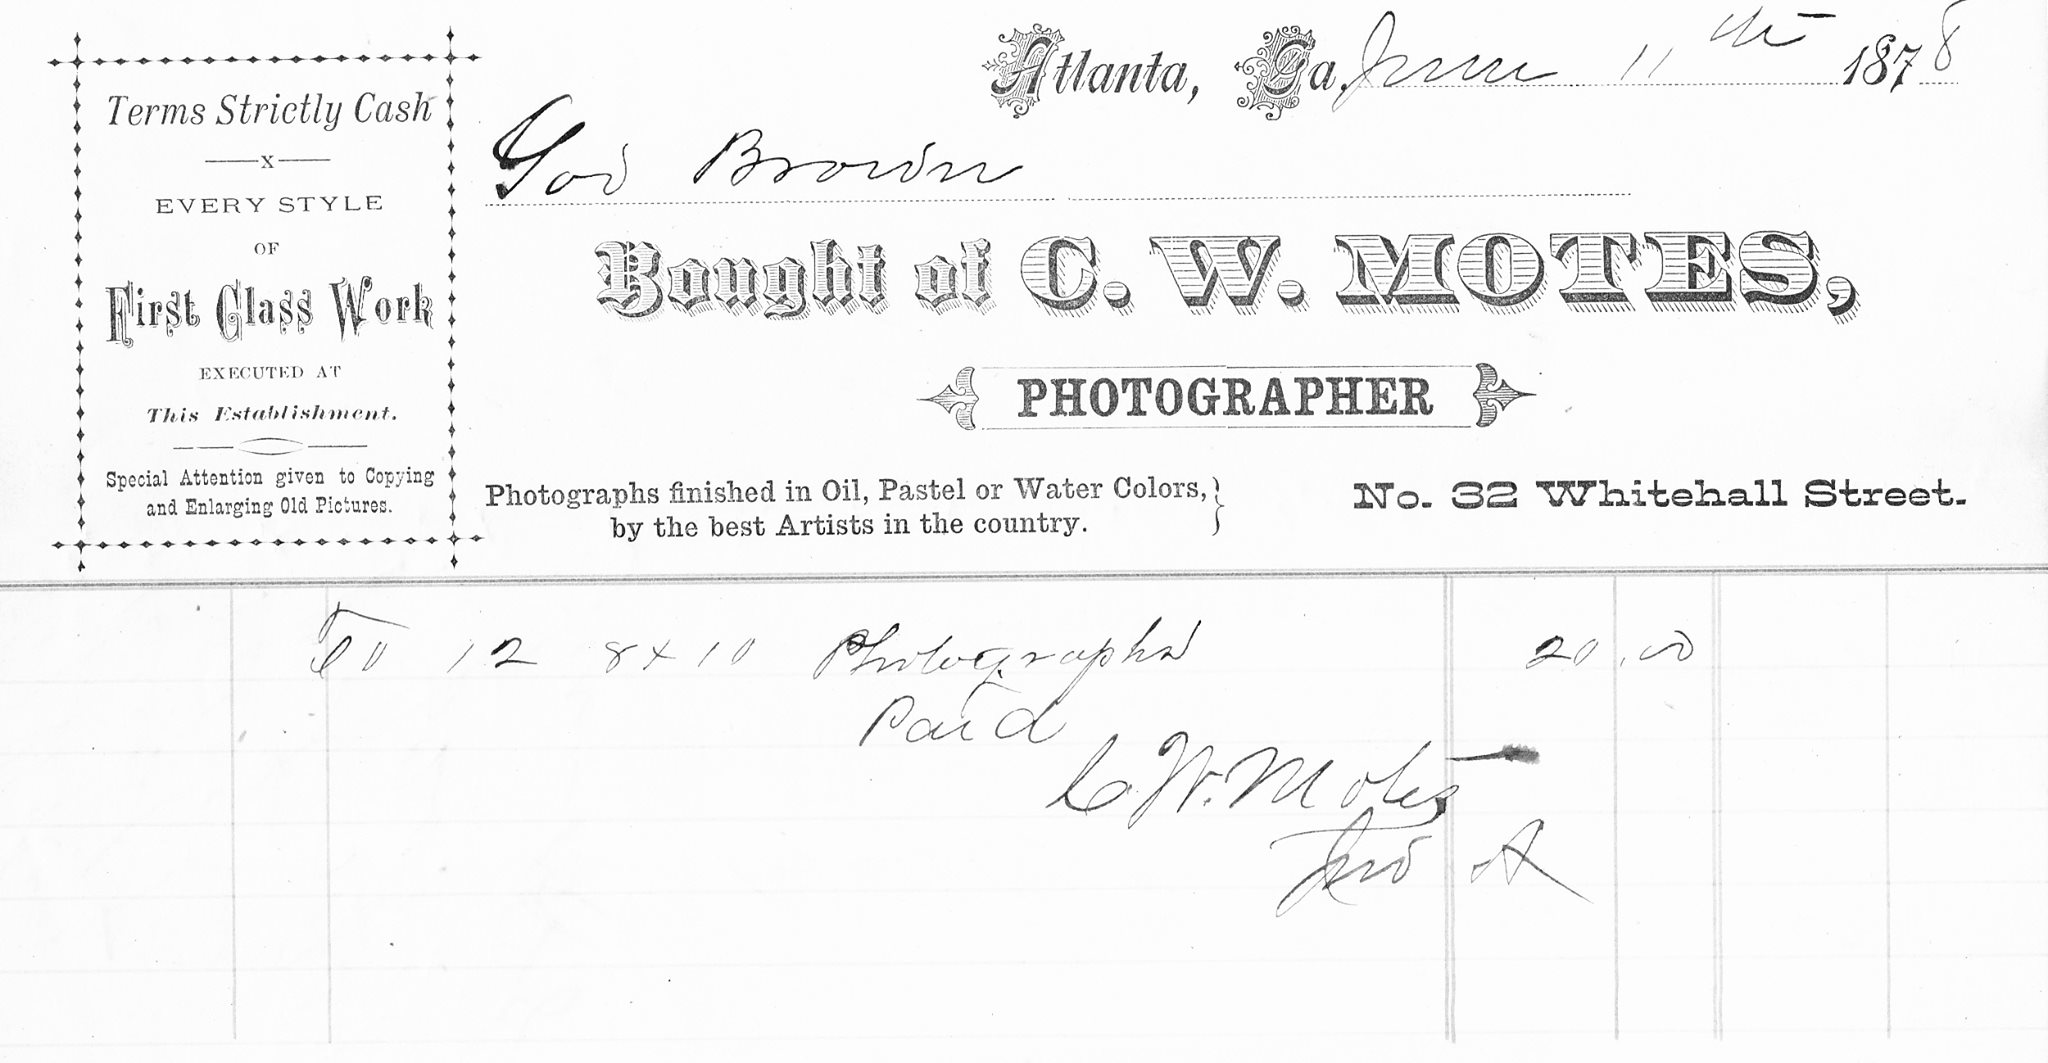 Terms Strictly Cash
x
EVERY STYLE
OF
First Class Work
EXECUTED AT
This Establishment.
Special Attention given to Copying
and Enlarging Old Pictures.
Atlanta, Ga. June 11th 1878
Gov Brown
Bought of C. W. MOTES,
PHOTOGRAPHER
Photographs finished in Oil, Pastel or Water Colors,
by the best Artists in the country.
No. 32 Whitehall Street.
To 12 8x10 Photographs 20.00
Paid
C. W. Motes
A